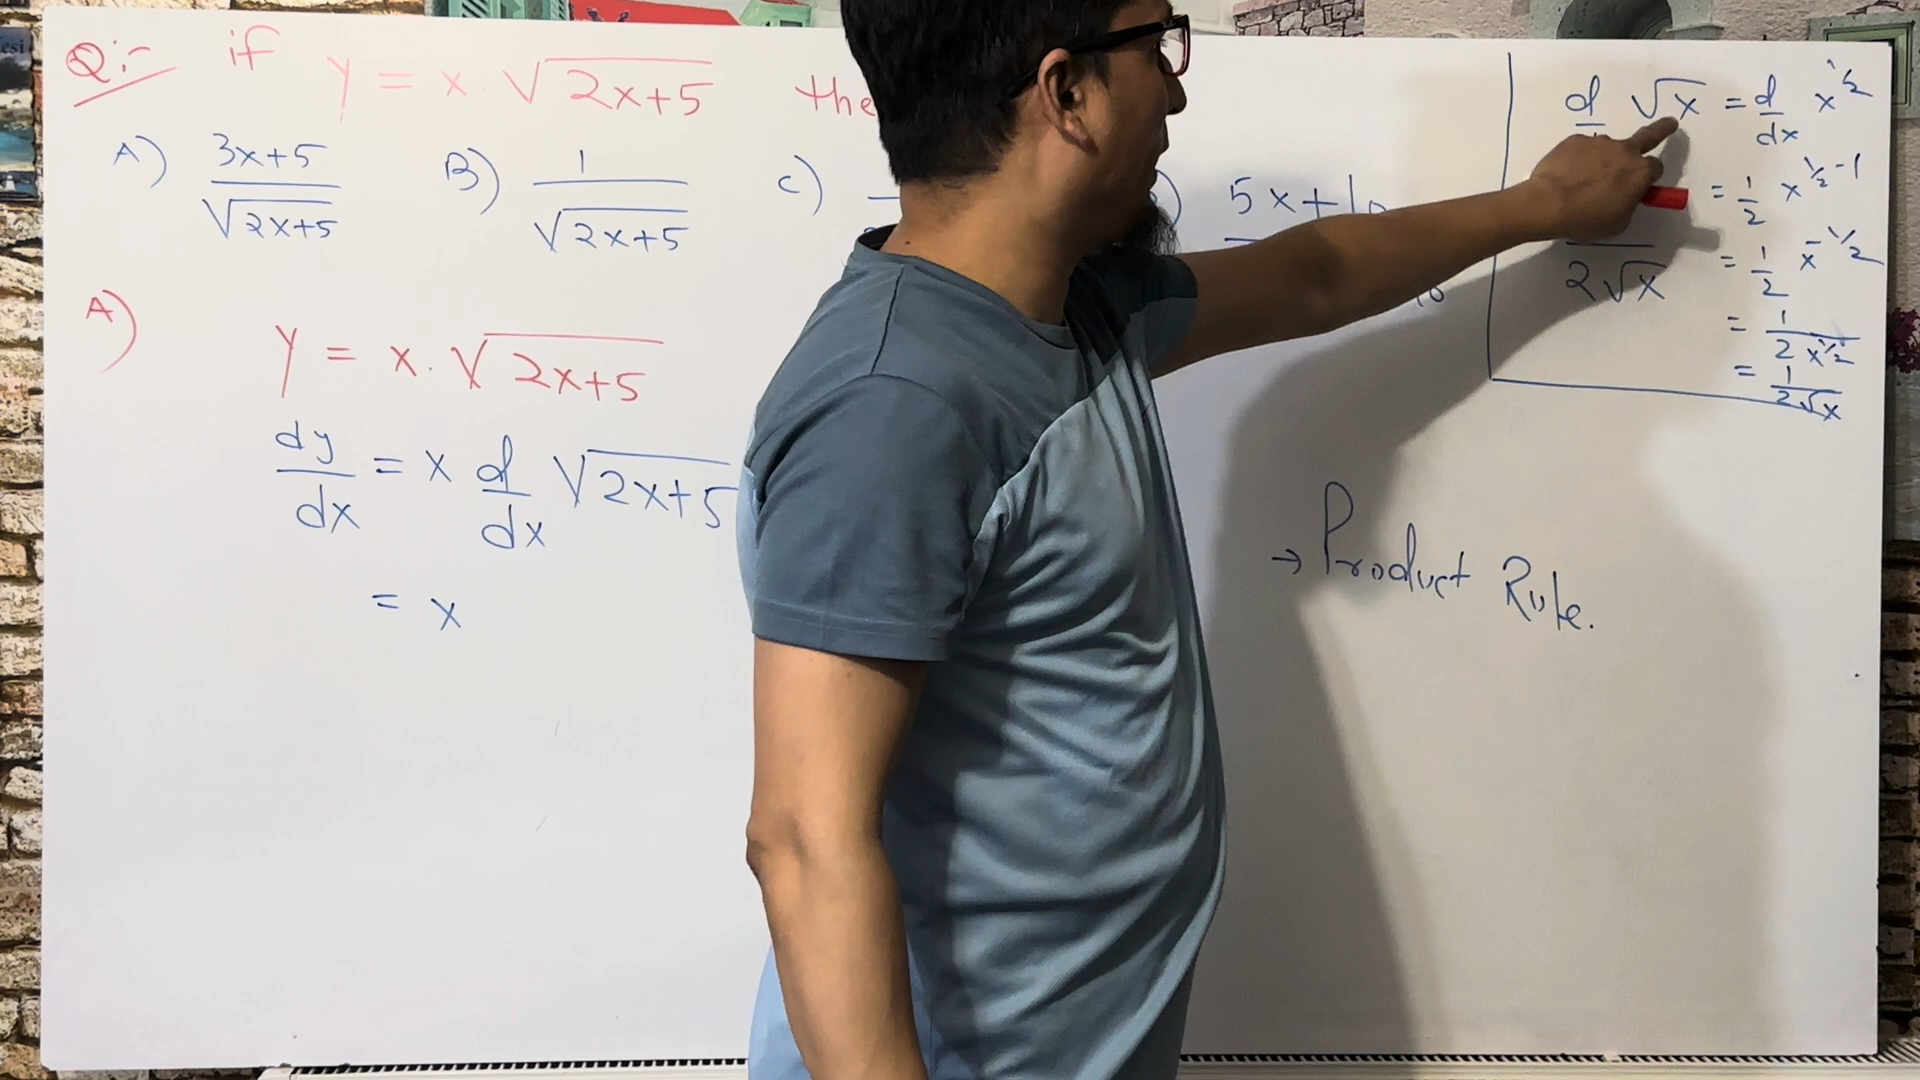 Q:- if y = x.√2x+5 the
A) 3x+5/√2x+5 B) 1/√2x+5 C) ) 5x+10
A)
y = x.√2x+5
dy/dx = x d/dx √2x+5
= x
→ Product Rule.
d √x = d/dx x^1/2
= 1/2 x^1/2-1
2√x = 1/2 x^-1/2
= 1/2x^1/2
= 1/2√x